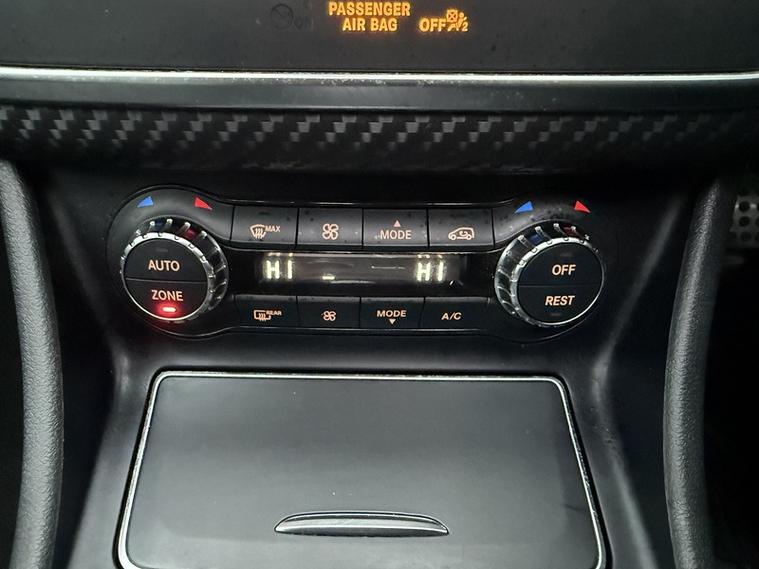 PASSENGER
AIR BAG OFF
MAX
MODE
AUTO
ZONE
HI HI
OFF
REST
REAR
MODE
A/C